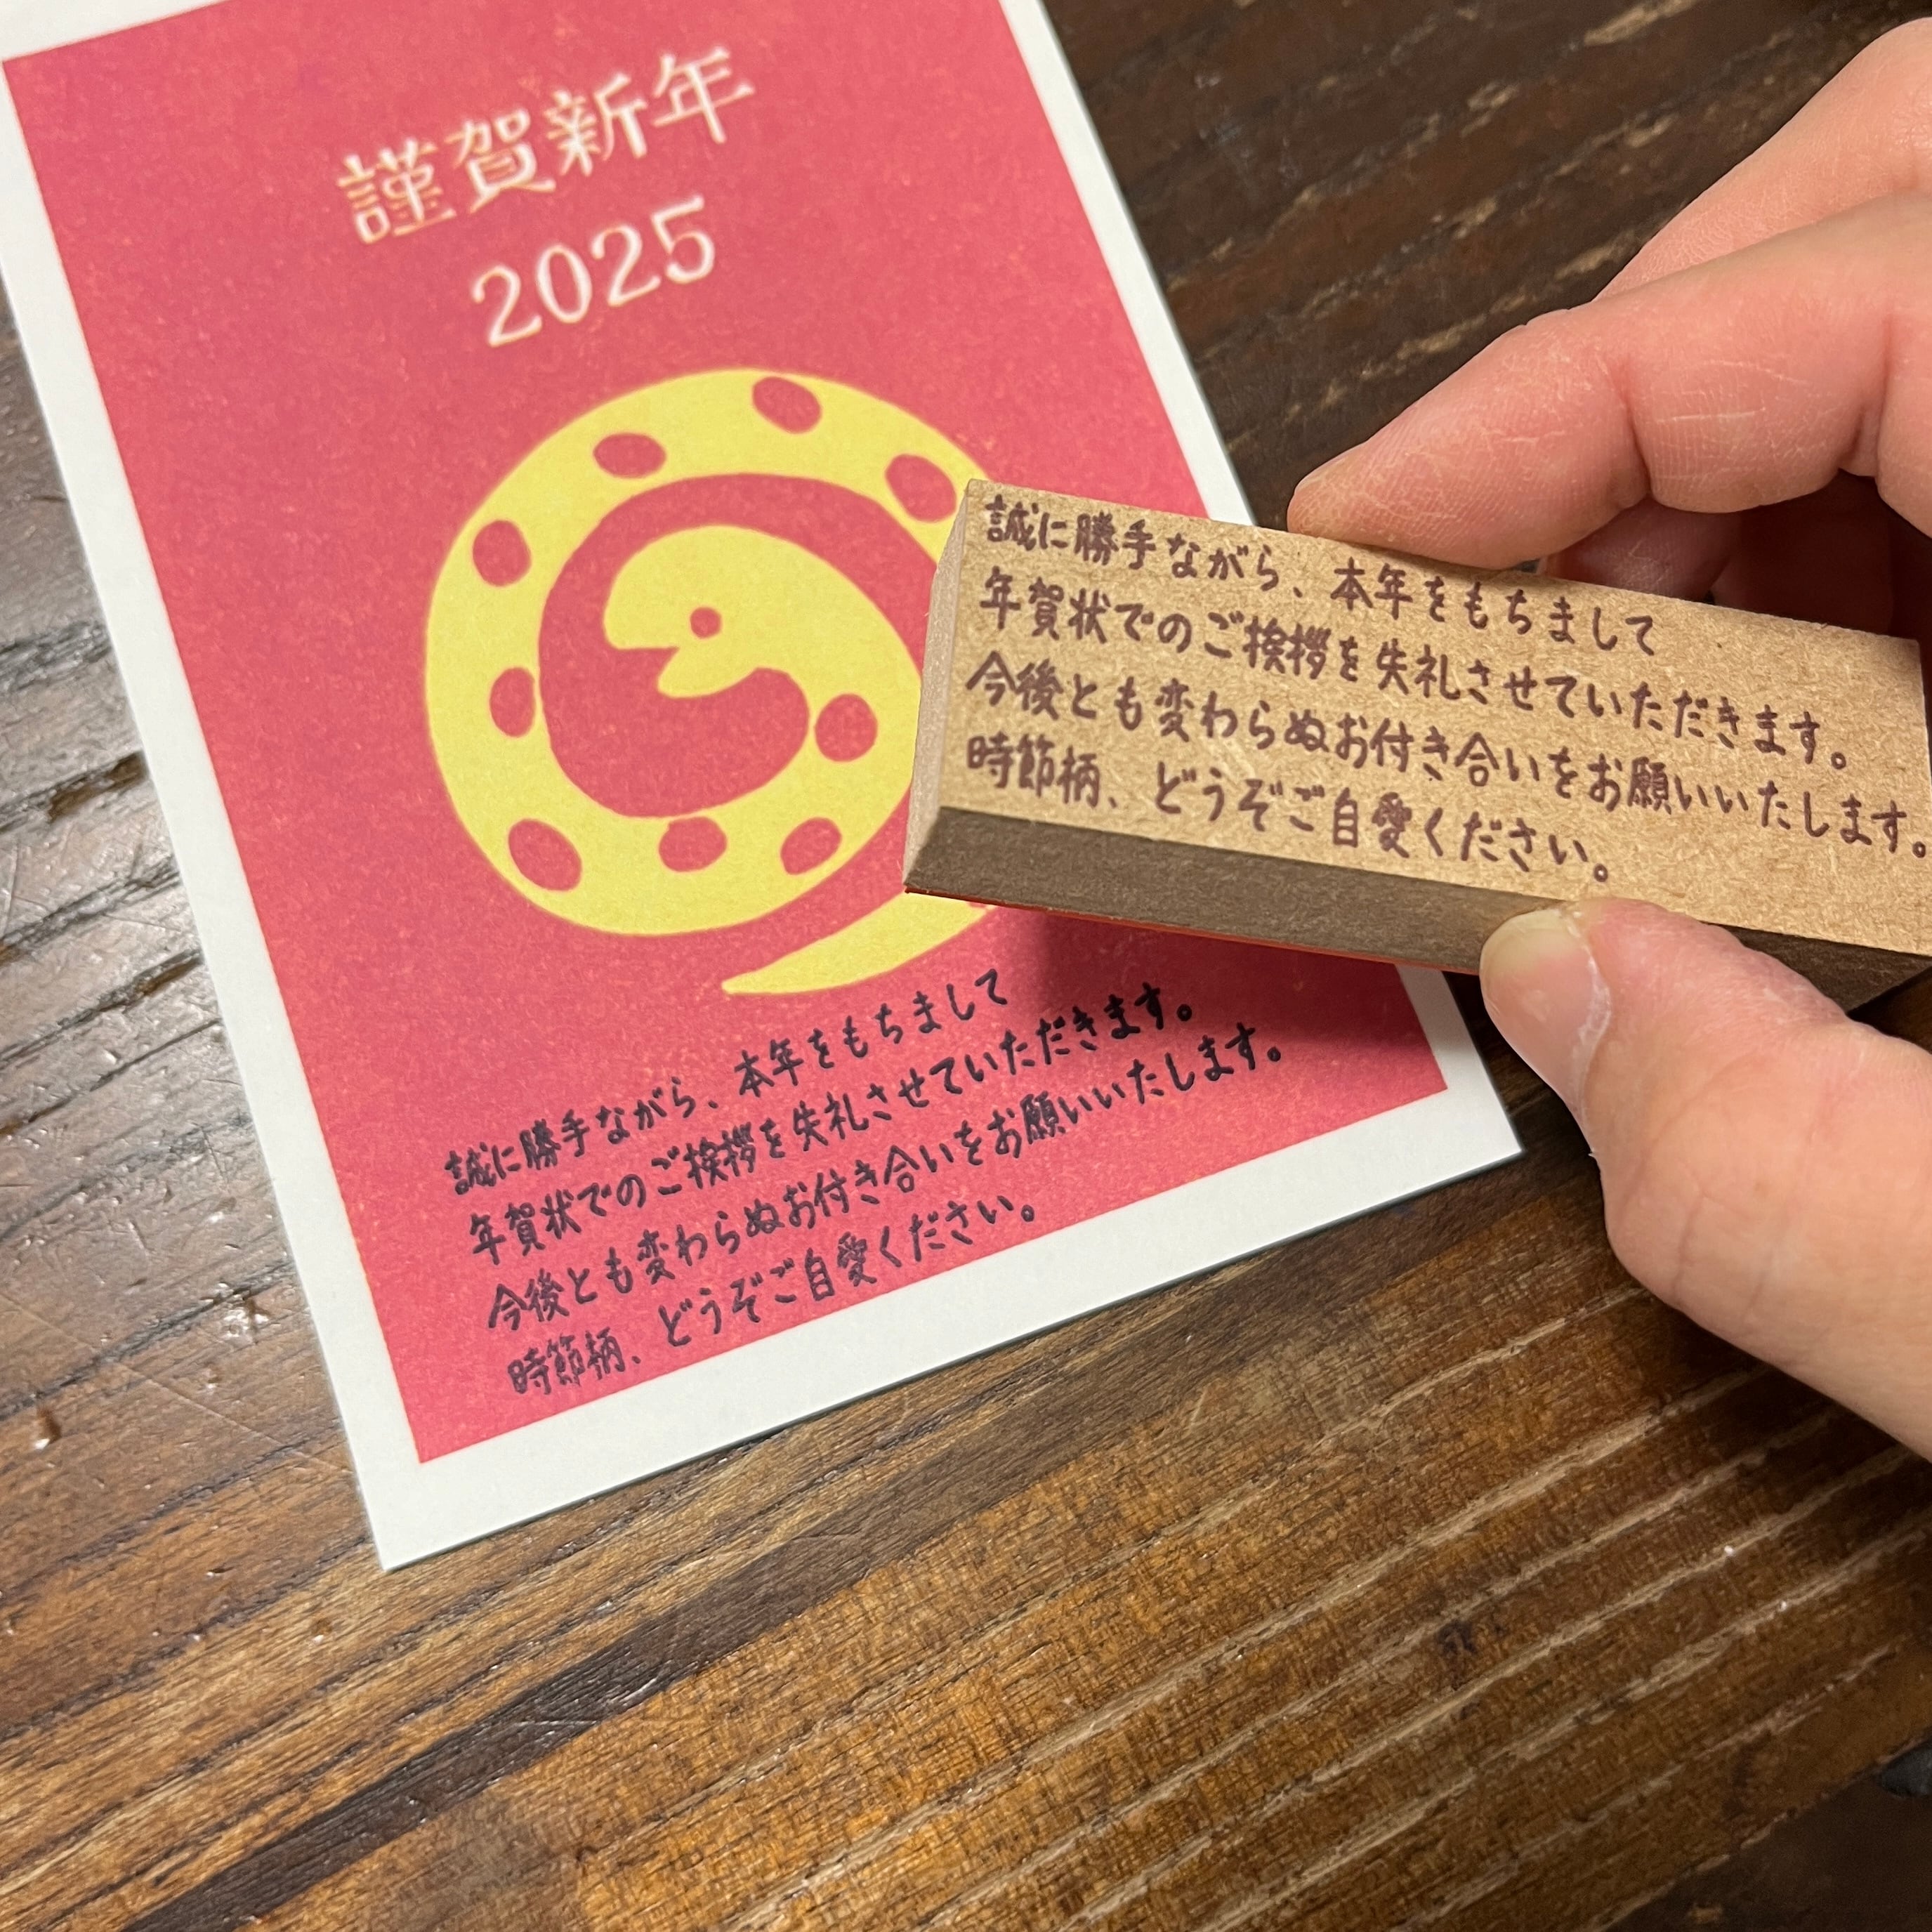 謹賀新年
2025
誠に勝手ながら、本年をもちまして
年賀状でのご挨拶を失礼させていただきます。
今後とも変わらぬお付き合いをお願いいたします。
時節柄、どうぞご自愛ください。
誠に勝手ながら、本年をもちまして
年賀状でのご挨拶を失礼させていただきます。
今後とも変わらぬお付き合いをお願いいたします。
時節柄、どうぞご自愛ください。